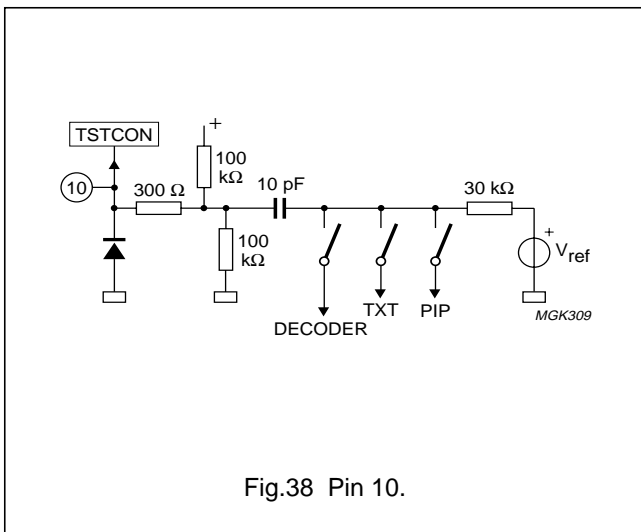 TSTCON
+
100
kΩ
10
300 Ω
10 pF
30 kΩ
100
kΩ
+
Vref
DECODER
TXT
PIP
MGK309
Fig.38 Pin 10.